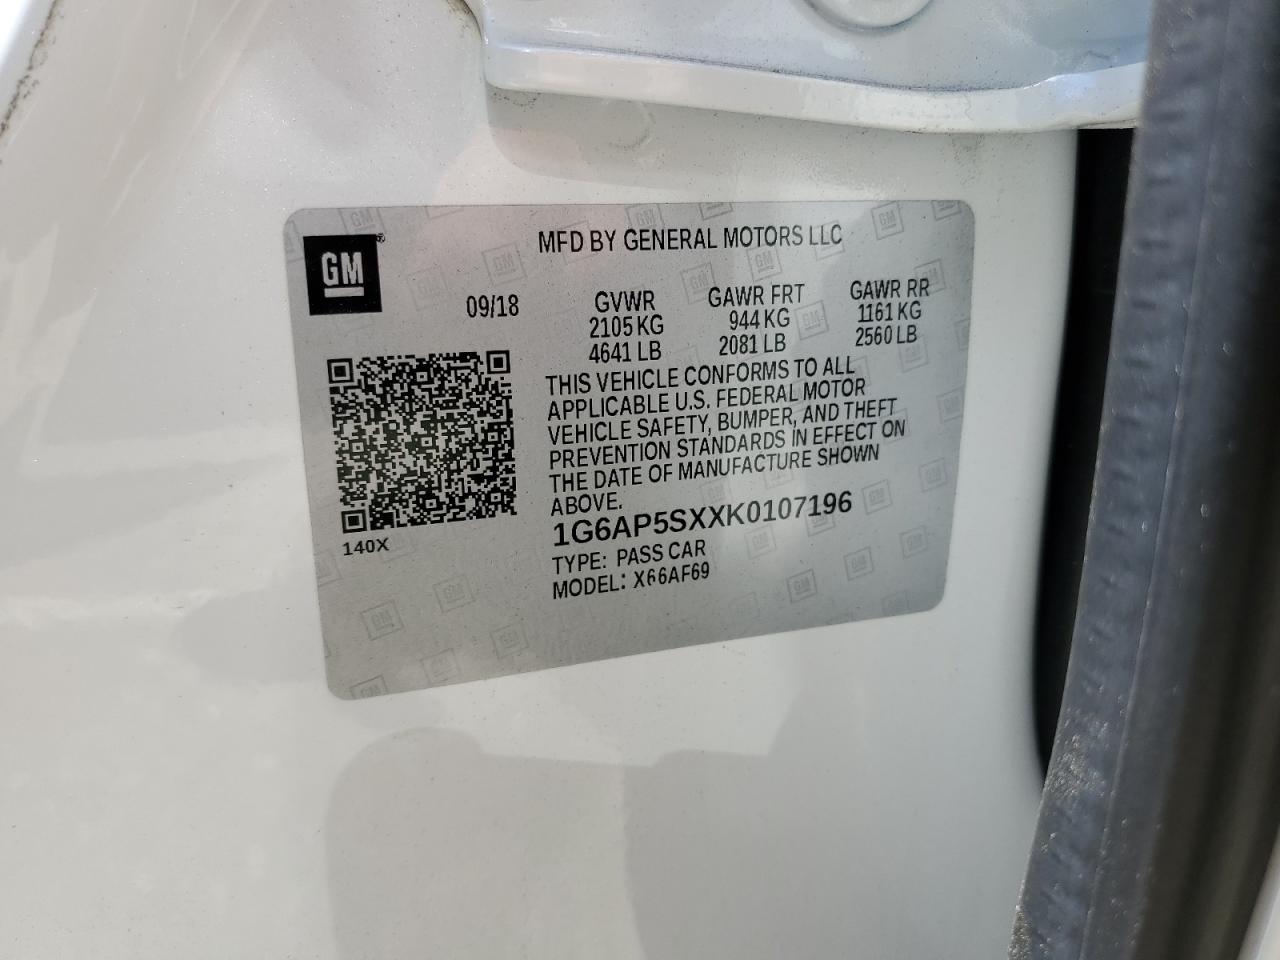 GM
MFD BY GENERAL MOTORS LLC
09/18
GVWR GAWR FRT GAWR RR
2105 KG 944 KG 1161 KG
4641 LB 2081 LB 2560 LB
THIS VEHICLE CONFORMS TO ALL
APPLICABLE U.S. FEDERAL MOTOR
VEHICLE SAFETY, BUMPER, AND THEFT
PREVENTION STANDARDS IN EFFECT ON
THE DATE OF MANUFACTURE SHOWN
ABOVE.
1G6AP5SXXK0107196
140X
TYPE: PASS CAR
MODEL: X66AF69